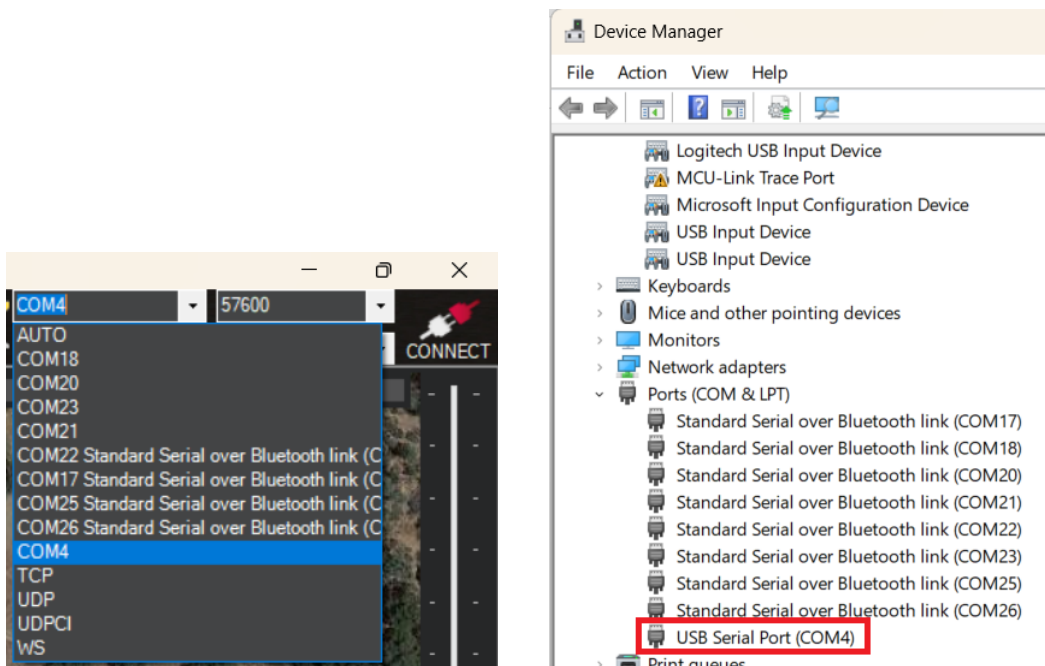 COM4
57600
CONNECT
AUTO
COM18
COM20
COM23
COM21
COM22 Standard Serial over Bluetooth link (C
COM17 Standard Serial over Bluetooth link (C
COM25 Standard Serial over Bluetooth link (C
COM26 Standard Serial over Bluetooth link (C
COM4
TCP
UDP
UDPCI
WS
Device Manager
File Action View Help
Logitech USB Input Device
MCU-Link Trace Port
Microsoft Input Configuration Device
USB Input Device
USB Input Device
Keyboards
Mice and other pointing devices
Monitors
Network adapters
Ports (COM & LPT)
Standard Serial over Bluetooth link (COM17)
Standard Serial over Bluetooth link (COM18)
Standard Serial over Bluetooth link (COM20)
Standard Serial over Bluetooth link (COM21)
Standard Serial over Bluetooth link (COM22)
Standard Serial over Bluetooth link (COM23)
Standard Serial over Bluetooth link (COM25)
Standard Serial over Bluetooth link (COM26)
USB Serial Port (COM4)
Print queues